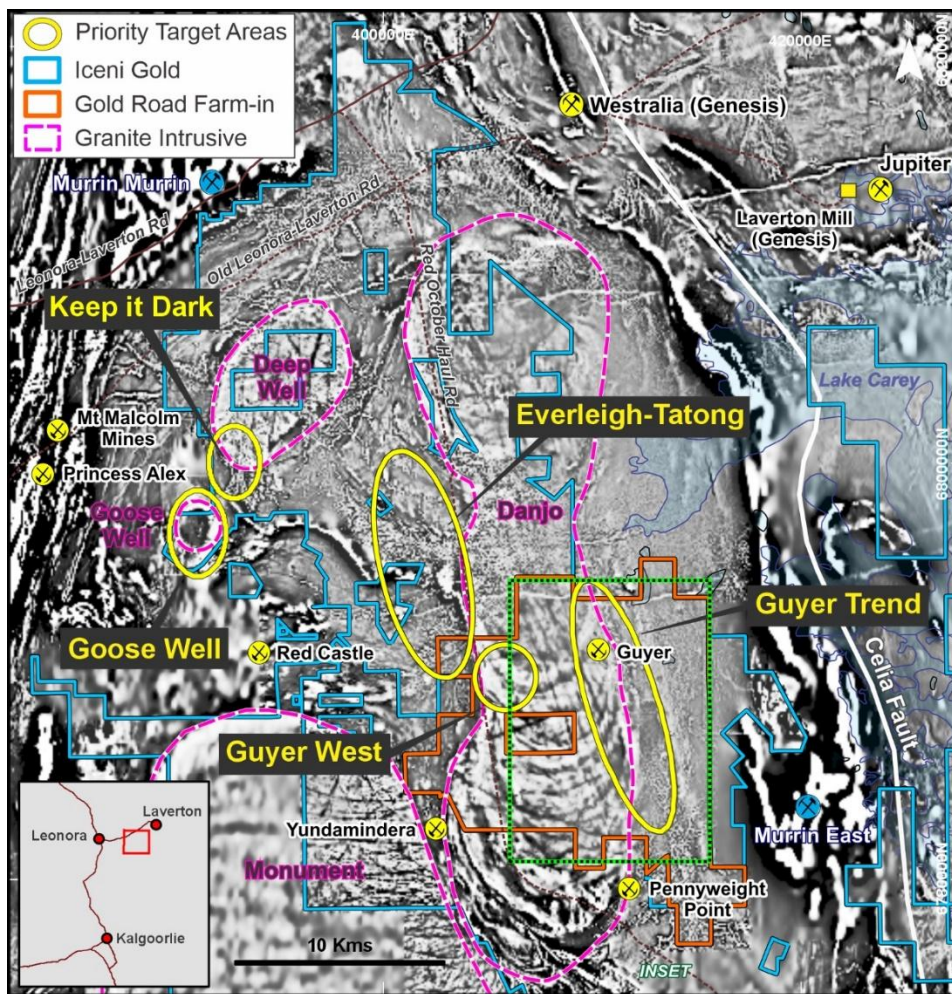 Priority Target Areas
Iceni Gold
Gold Road Farm-in
Granite Intrusive
400000E
420000E
6820000N
Westralia (Genesis)
Jupiter
Murrin Murrin
Laverton Mill
(Genesis)
Leonora-Laverton Rd
Old Leonora-Laverton Rd
Red October Haul Rd
Keep it Dark
Deep
Well
Lake Carey
Everleigh-Tatong
Mt Malcolm
Mines
Princess Alex
6800000N
Goose
Well
Danjo
Guyer Trend
Goose Well
Red Castle
Guyer
Celia Fault
Guyer West
Laverton
Leonora
Kalgoorlie
Yundamindera
Murrin East
Monument
Pennyweight
Point
6780000N
10 Kms
INSET